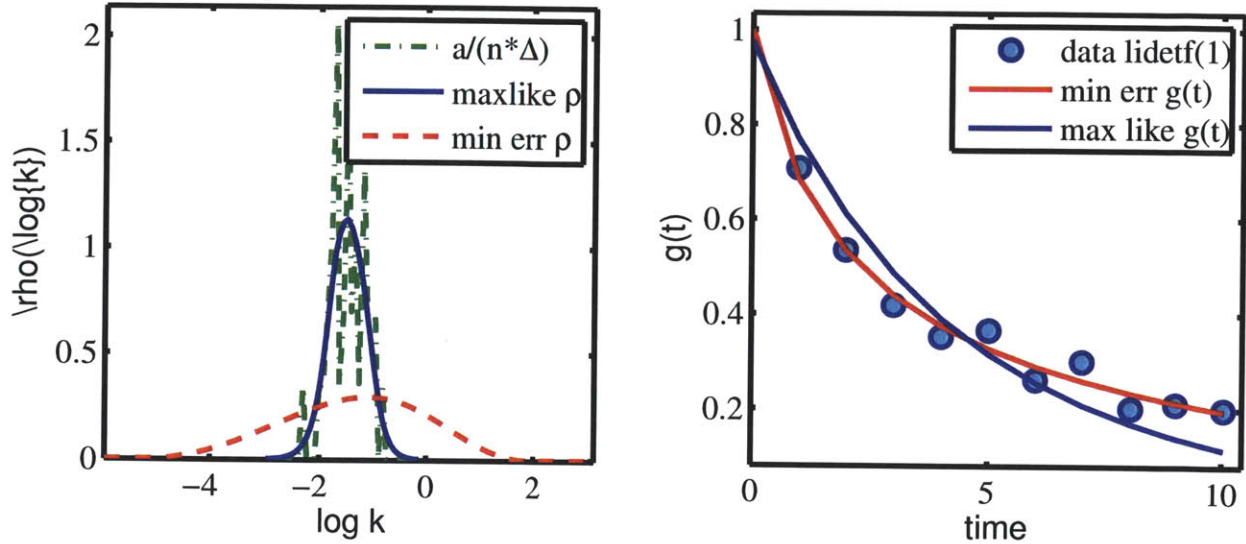 2
1.5
1
0.5
0
−4
−2
0
2
\rho(\log{k})
log k
a/(n*Δ)
maxlike ρ
min err ρ
1
0.8
0.6
0.4
0.2
0
5
10
g(t)
time
data lidetf(1)
min err g(t)
max like g(t)